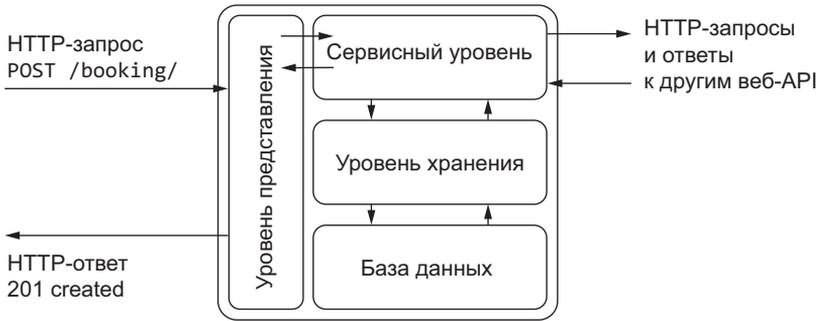 HTTP-запрос
POST /booking/
HTTP-ответ
201 created
Уровень представления
Сервисный уровень
Уровень хранения
База данных
HTTP-запросы
и ответы
к другим веб-API